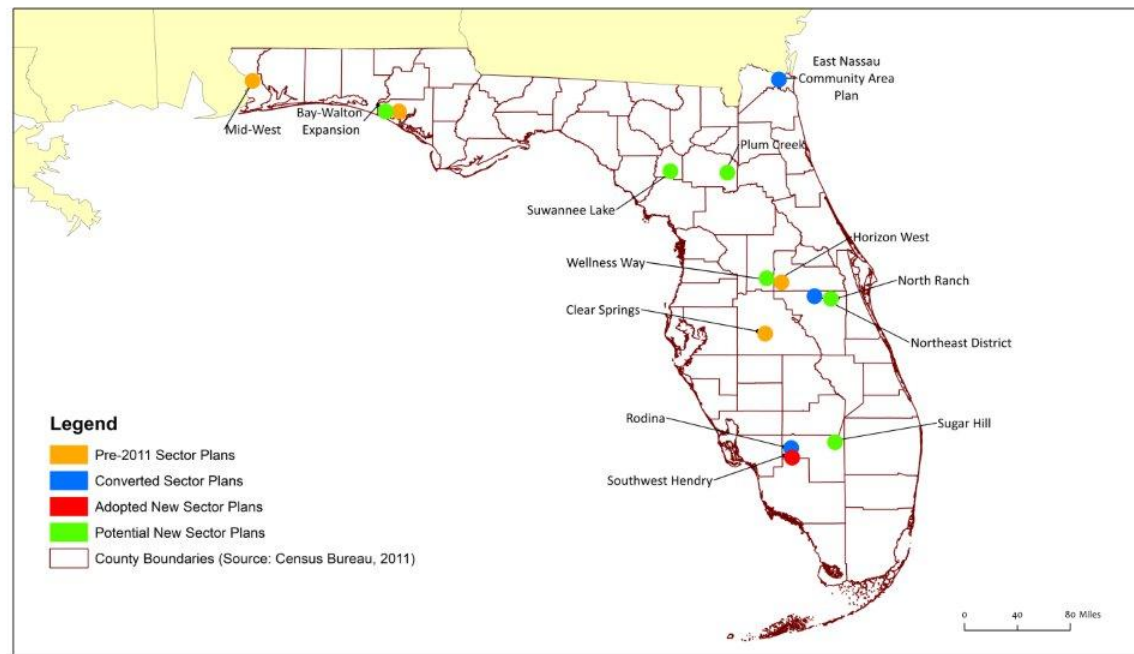 East Nassau
Community Area
Plan
Mid-West
Bay-Walton
Expansion
Plum Creek
Suwannee Lake
Horizon West
Wellness Way
North Ranch
Clear Springs
Northeast District
Rodina
Sugar Hill
Southwest Hendry
Legend
Pre-2011 Sector Plans
Converted Sector Plans
Adopted New Sector Plans
Potential New Sector Plans
County Boundaries (Source: Census Bureau, 2011)
0 40 80 Miles